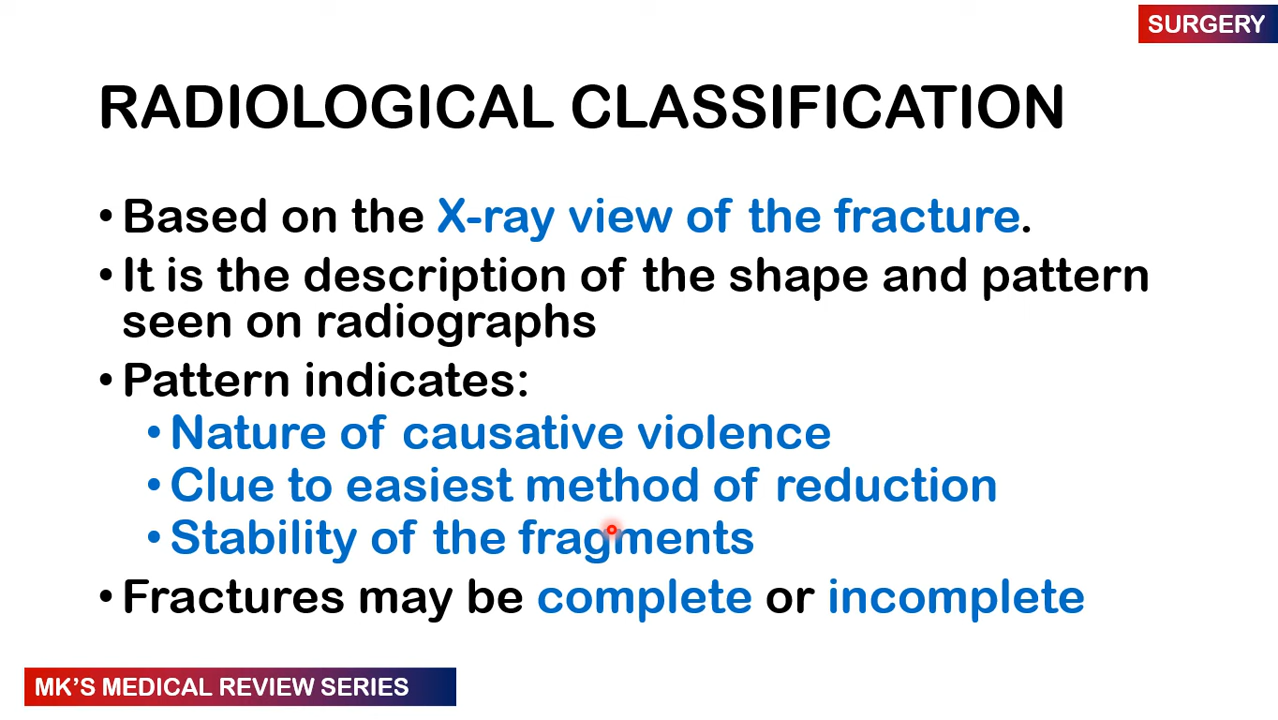 SURGERY
RADIOLOGICAL CLASSIFICATION
• Based on the X-ray view of the fracture.
• It is the description of the shape and pattern
seen on radiographs
• Pattern indicates:
• Nature of causative violence
• Clue to easiest method of reduction
• Stability of the fragments
• Fractures may be complete or incomplete
MK'S MEDICAL REVIEW SERIES